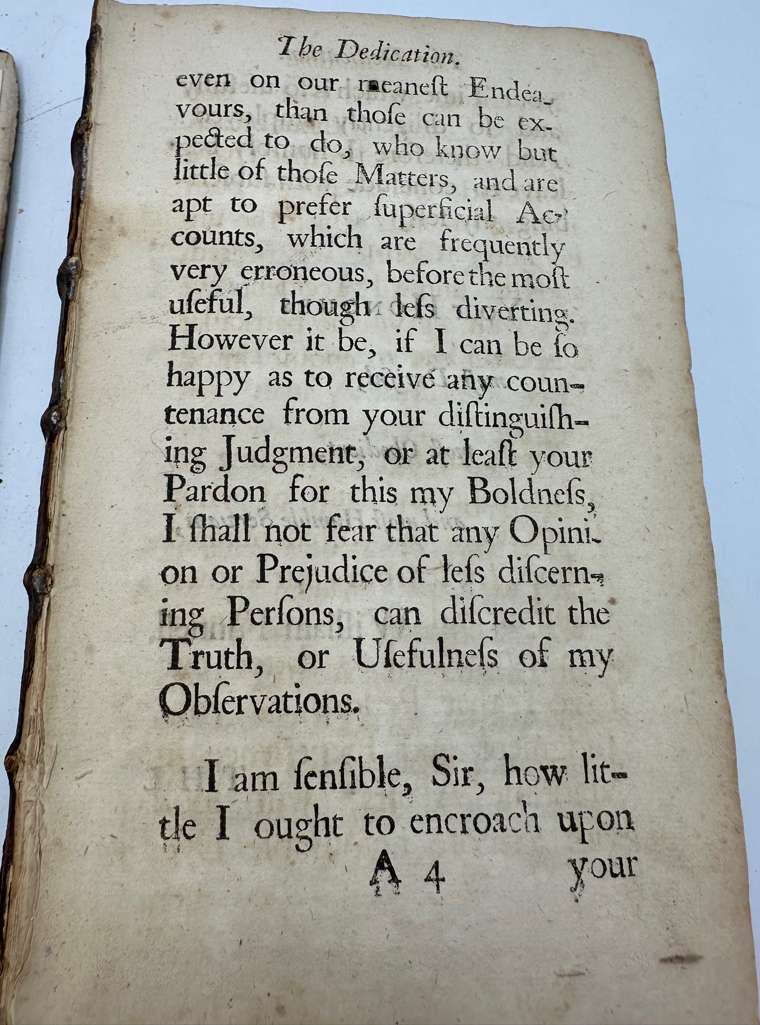 The Dedication.
even on our meaneſt Endea-
vours, than thoſe can be ex-
pected to do, who know but
little of thoſe Matters, and are
apt to prefer ſuperficial Ac-
counts, which are frequently
very erroneous, before the moſt
uſeful, though leſs diverting.
However it be, if I can be ſo
happy as to receive any coun-
tenance from your diſtinguiſh-
ing Judgment, or at leaſt your
Pardon for this my Boldneſs,
I ſhall not fear that any Opini-
on or Prejudice of leſs diſcern-
ing Perſons, can diſcredit the
Truth, or Uſefulneſs of my
Obſervations.
I am ſenſible, Sir, how lit-
tle I ought to encroach upon
A 4 your